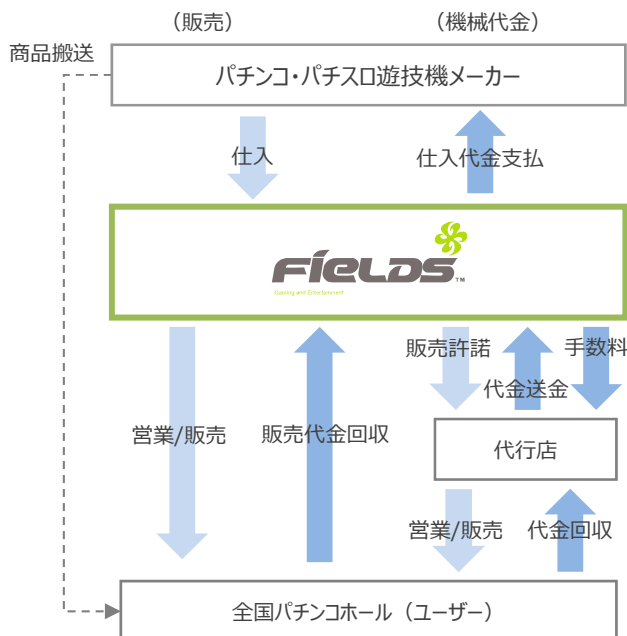 （販売）
（機械代金）
商品搬送
パチンコ・パチスロ遊技機メーカー
仕入
仕入代金支払
FIELDS™
Gaming and Entertainment
販売許諾
手数料
代金送金
営業/販売
販売代金回収
代行店
営業/販売
代金回収
全国パチンコホール（ユーザー）